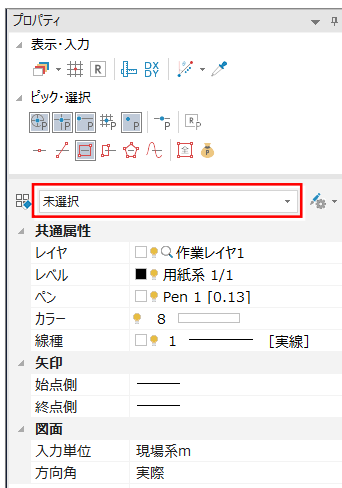 プロパティ
表示・入力
R
DX
DY
ピック・選択
P P P P P P R P
全 P
未選択
共通属性
レイヤ 作業レイヤ1
レベル 用紙系 1/1
ペン Pen 1 [0.13]
カラー 8
線種 1 [実線]
矢印
始点側
終点側
図面
入力単位 現場系m
方向角 実際